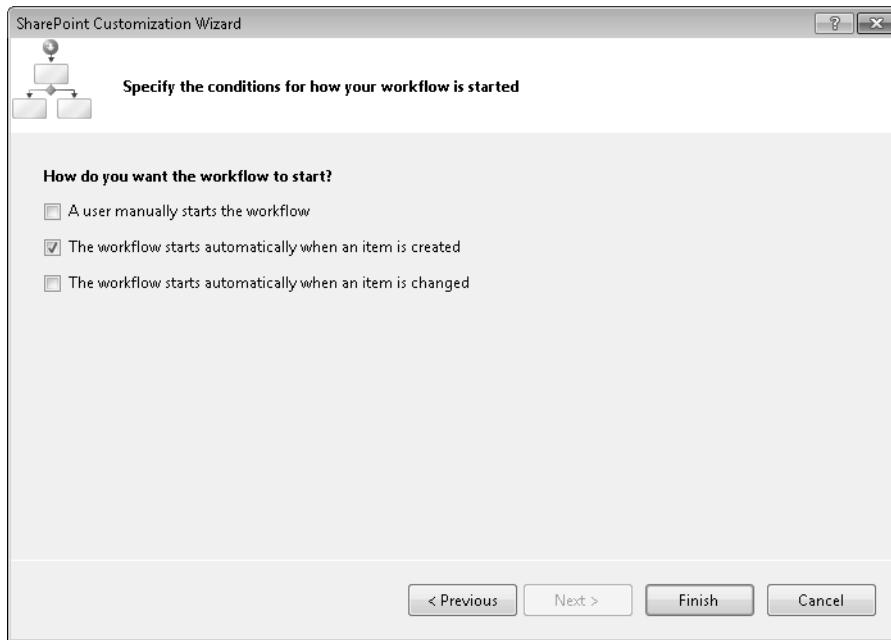 SharePoint Customization Wizard
?
Specify the conditions for how your workflow is started
How do you want the workflow to start?
A user manually starts the workflow
The workflow starts automatically when an item is created
The workflow starts automatically when an item is changed
< Previous
Next >
Finish
Cancel